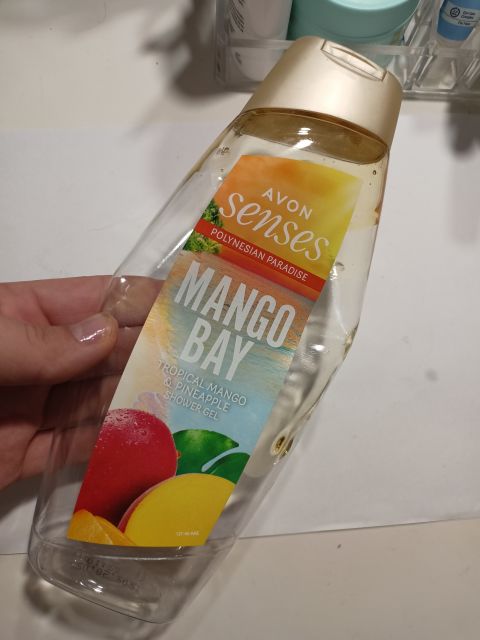 AVON
senses
POLYNESIAN PARADISE
MANGO
BAY
TROPICAL MANGO
& PINEAPPLE
SHOWER GEL